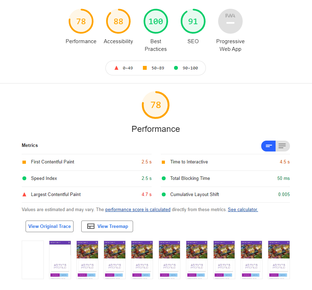 78 88 100 91 PWA
Performance Accessibility Best Practices SEO Progressive Web App
0-49 50-89 90-100
78
Performance
Metrics
First Contentful Paint 2.5 s Time to Interactive 4.5 s
Speed Index 2.5 s Total Blocking Time 50 ms
Largest Contentful Paint 4.7 s Cumulative Layout Shift 0.005
Values are estimated and may vary. The performance score is calculated directly from these metrics. See calculator.
View Original Trace View Treemap